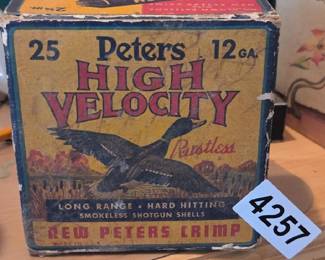 25 Peters 12 GA.
HIGH
VELOCITY
Rustless
LONG RANGE • HARD HITTING
SMOKELESS SHOTGUN SHELLS
NEW PETERS CRIMP
4257